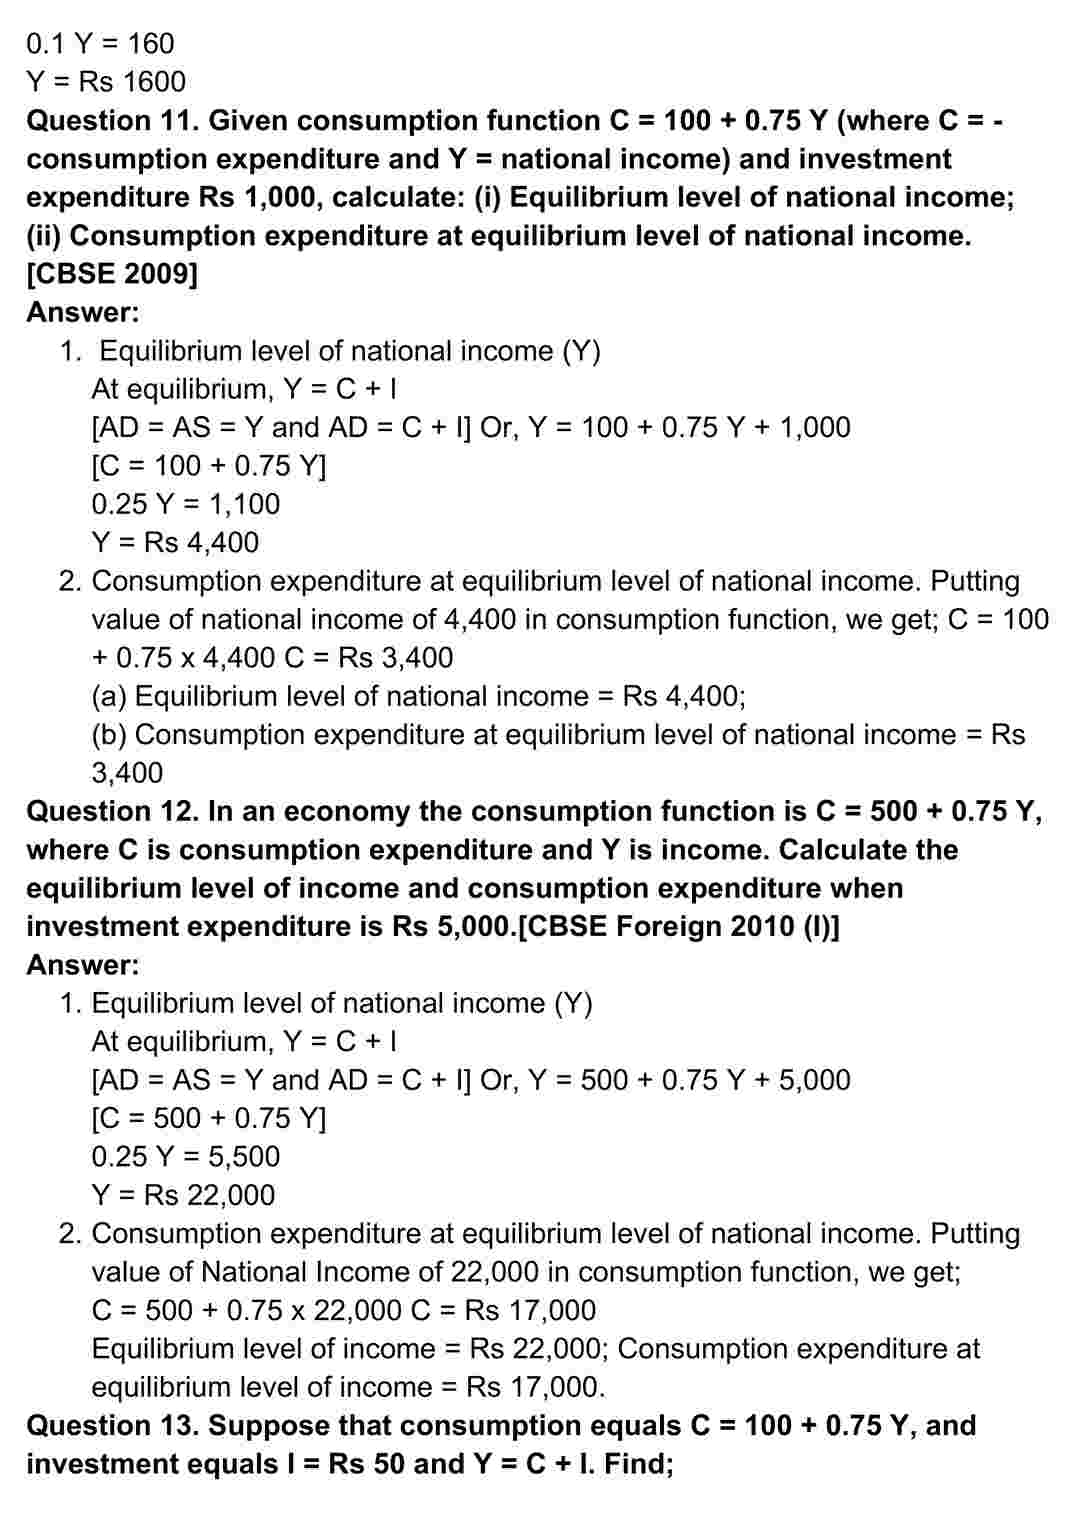 0.1 Y = 160
Y = Rs 1600
Question 11. Given consumption function C = 100 + 0.75 Y (where C = -
consumption expenditure and Y = national income) and investment
expenditure Rs 1,000, calculate: (i) Equilibrium level of national income;
(ii) Consumption expenditure at equilibrium level of national income.
[CBSE 2009]
Answer:
1. Equilibrium level of national income (Y)
At equilibrium, Y = C + I
[AD = AS = Y and AD = C + I] Or, Y = 100 + 0.75 Y + 1,000
[C = 100 + 0.75 Y]
0.25 Y = 1,100
Y = Rs 4,400
2. Consumption expenditure at equilibrium level of national income. Putting
value of national income of 4,400 in consumption function, we get; C = 100
+ 0.75 x 4,400 C = Rs 3,400
(a) Equilibrium level of national income = Rs 4,400;
(b) Consumption expenditure at equilibrium level of national income = Rs
3,400
Question 12. In an economy the consumption function is C = 500 + 0.75 Y,
where C is consumption expenditure and Y is income. Calculate the
equilibrium level of income and consumption expenditure when
investment expenditure is Rs 5,000.[CBSE Foreign 2010 (I)]
Answer:
1. Equilibrium level of national income (Y)
At equilibrium, Y = C + I
[AD = AS = Y and AD = C + I] Or, Y = 500 + 0.75 Y + 5,000
[C = 500 + 0.75 Y]
0.25 Y = 5,500
Y = Rs 22,000
2. Consumption expenditure at equilibrium level of national income. Putting
value of National Income of 22,000 in consumption function, we get;
C = 500 + 0.75 x 22,000 C = Rs 17,000
Equilibrium level of income = Rs 22,000; Consumption expenditure at
equilibrium level of income = Rs 17,000.
Question 13. Suppose that consumption equals C = 100 + 0.75 Y, and
investment equals I = Rs 50 and Y = C + I. Find;